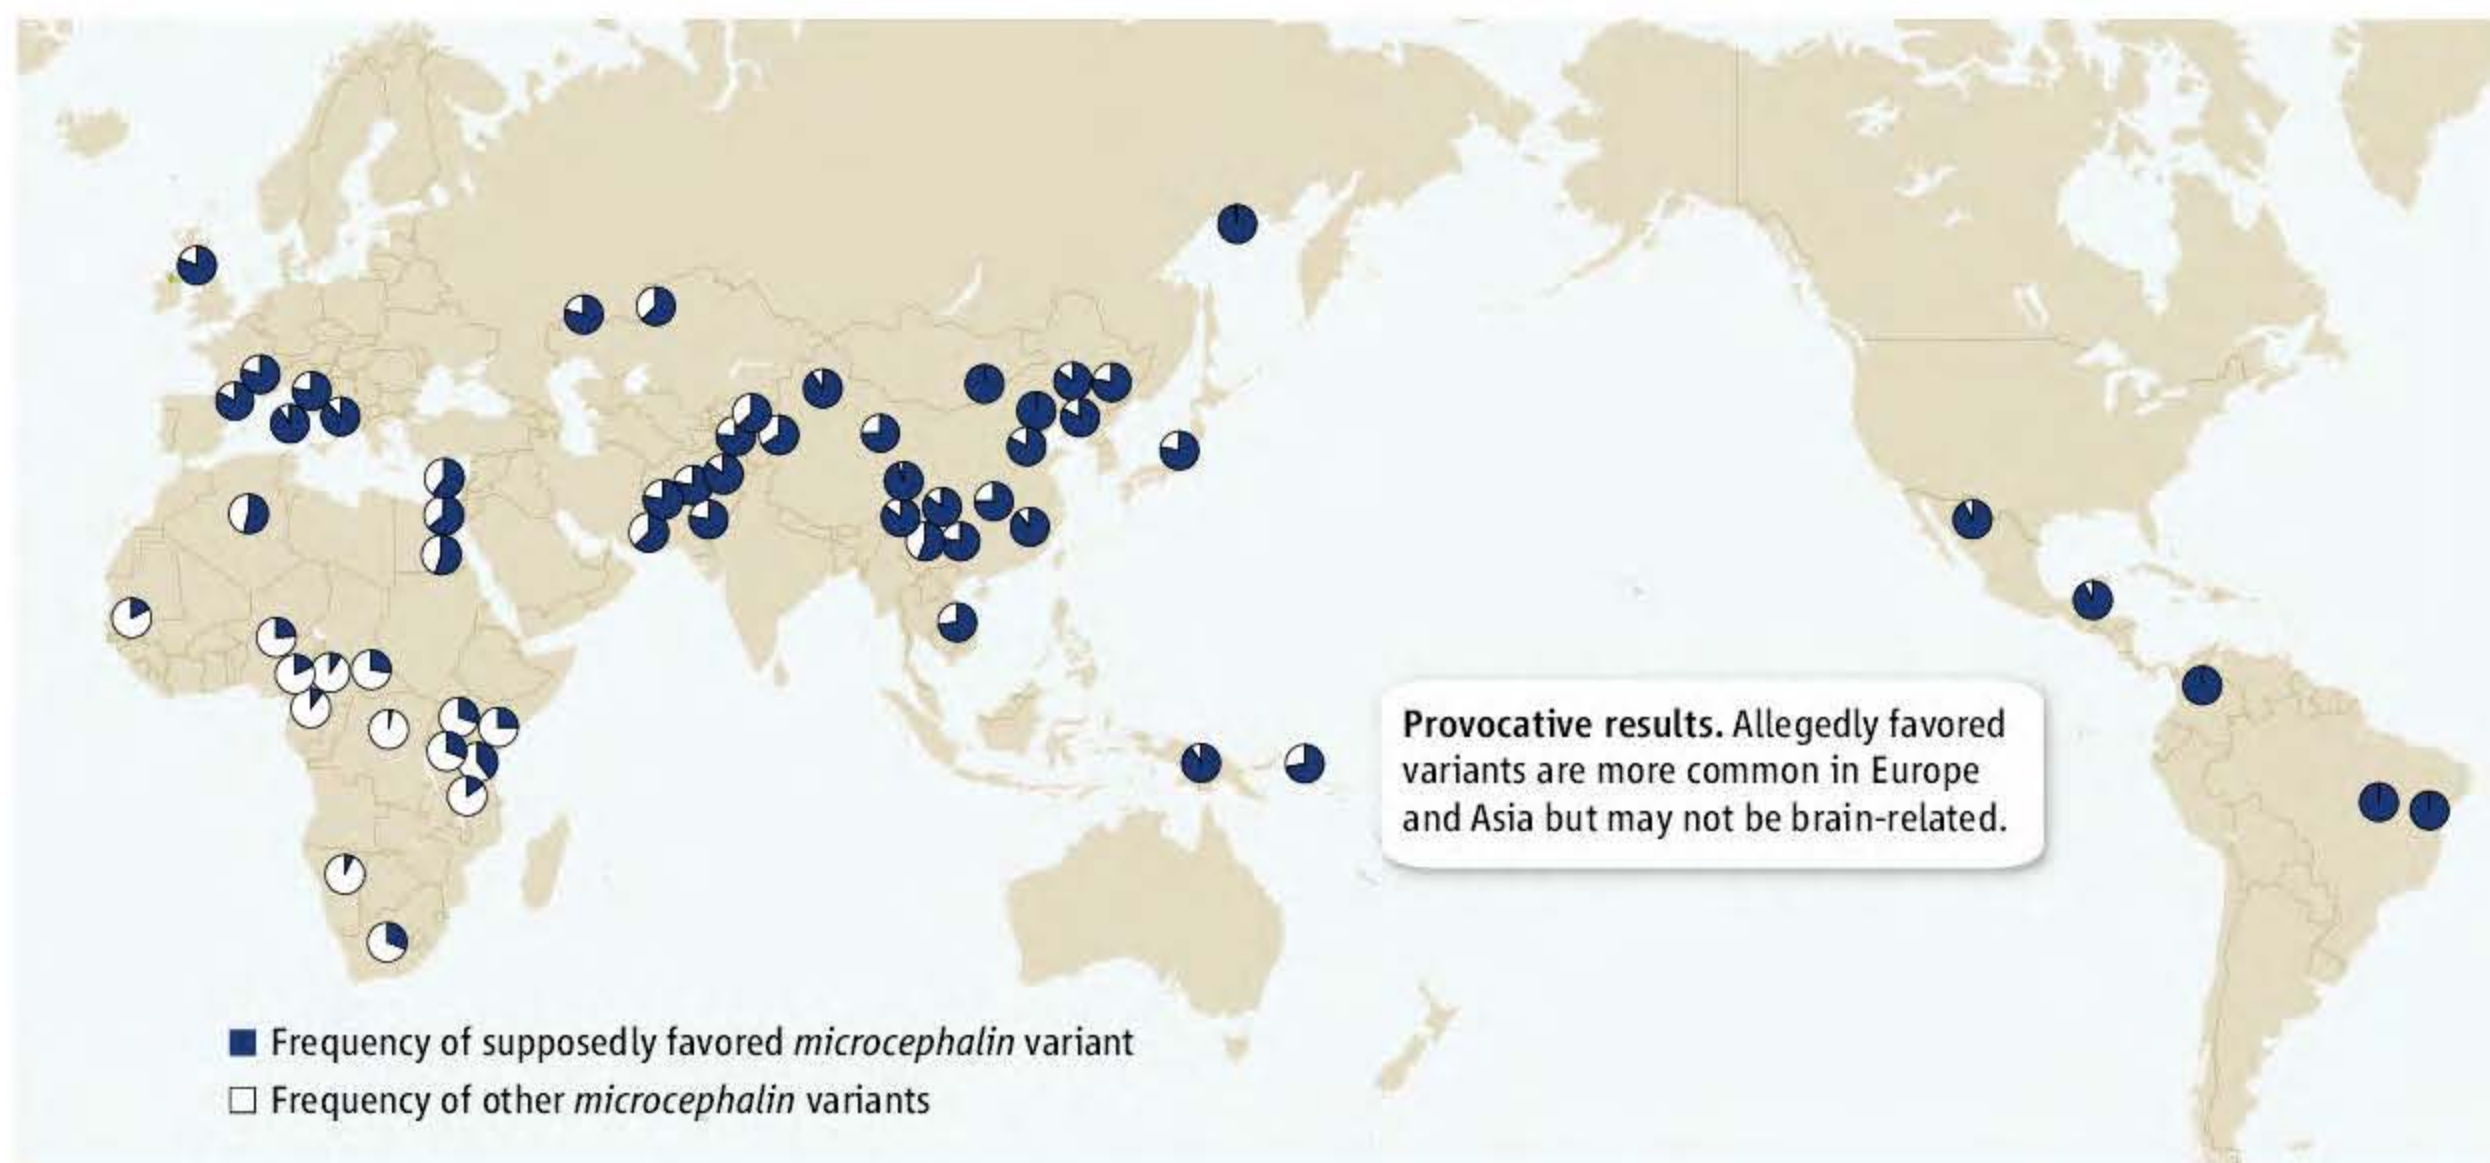 Provocative results. Allegedly favored
variants are more common in Europe
and Asia but may not be brain-related.
Frequency of supposedly favored microcephalin variant
Frequency of other microcephalin variants